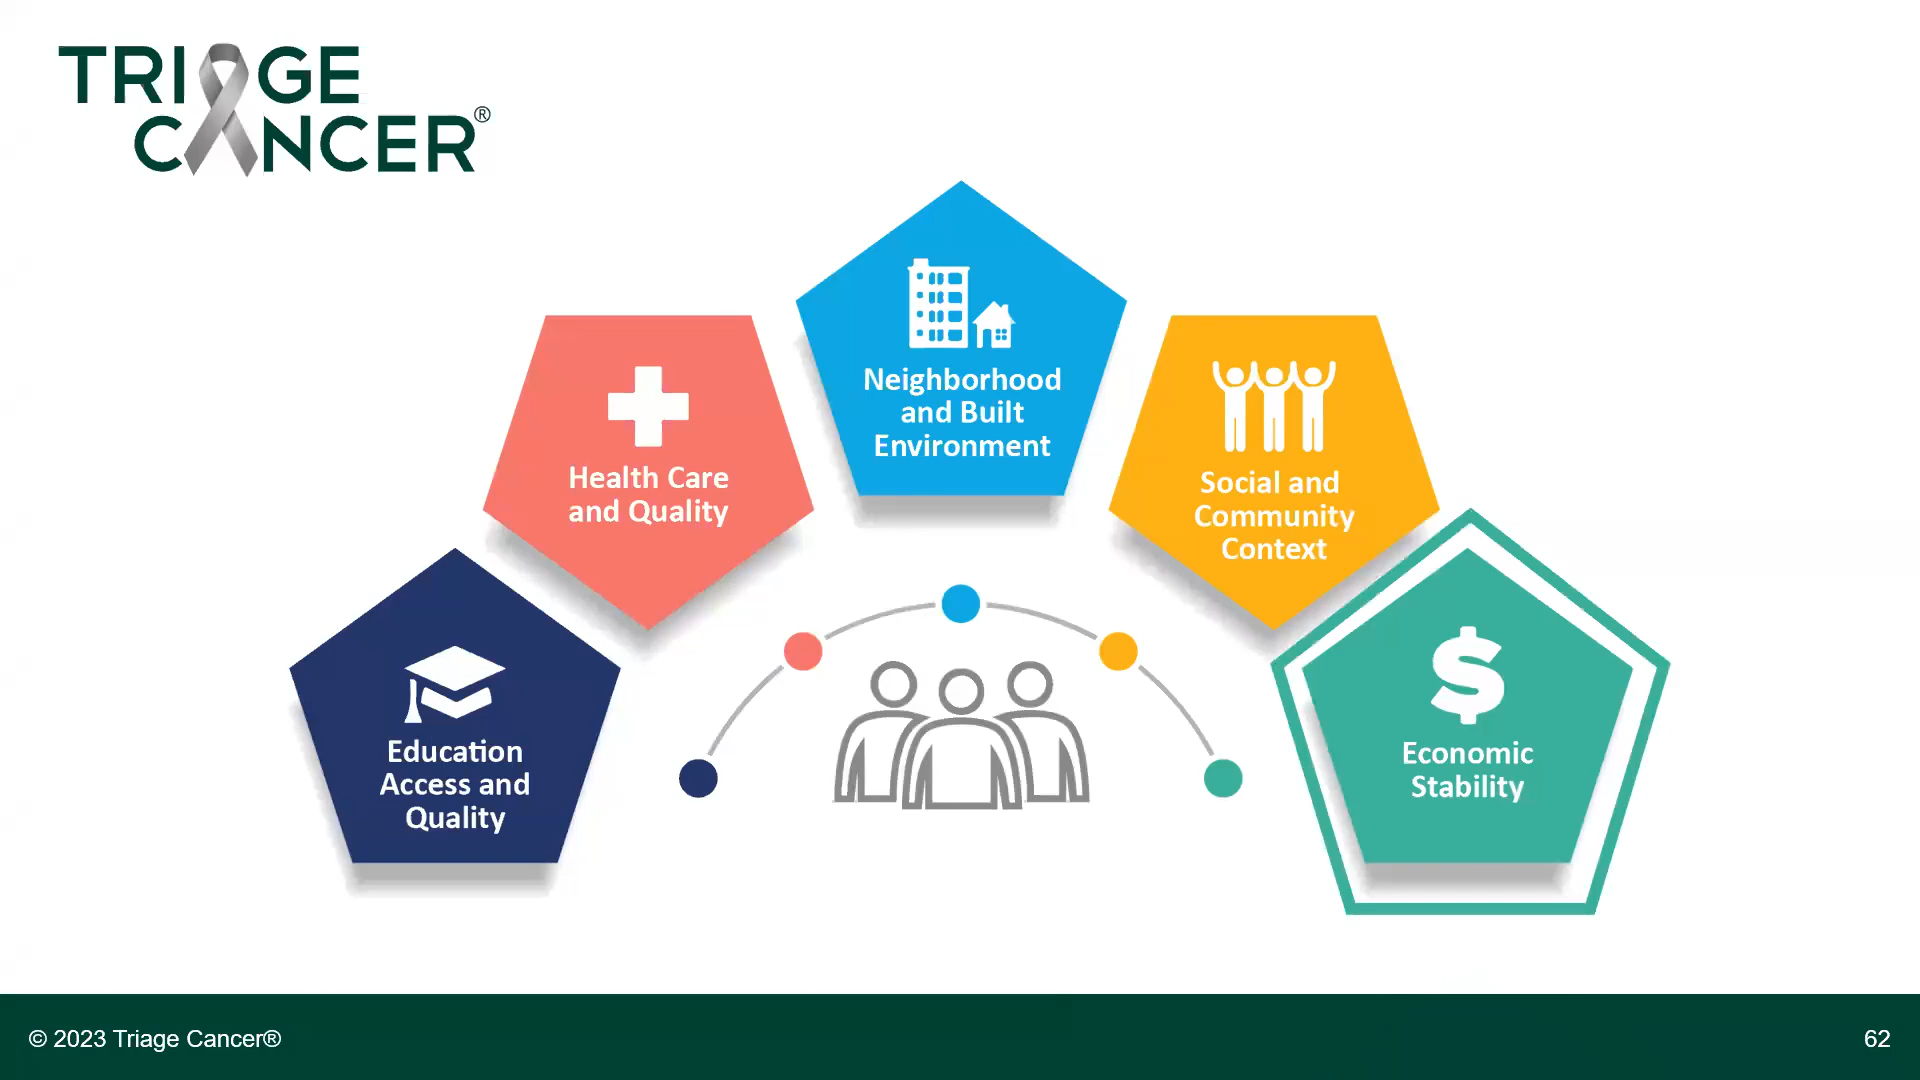 TRIAGE
CANCER®
Neighborhood
and Built
Environment
Health Care
and Quality
Social and
Community
Context
Education
Access and
Quality
Economic
Stability
© 2023 Triage Cancer®
62